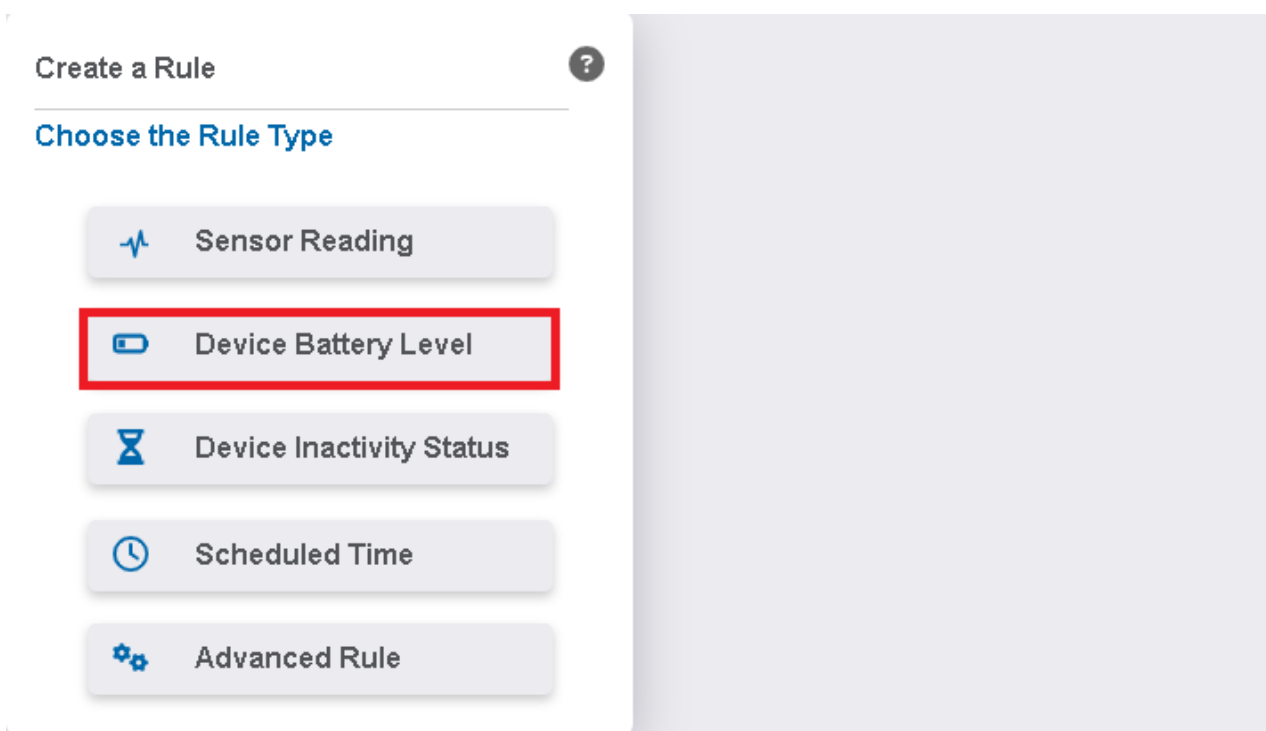 Create a Rule
?
Choose the Rule Type
Sensor Reading
Device Battery Level
Device Inactivity Status
Scheduled Time
Advanced Rule